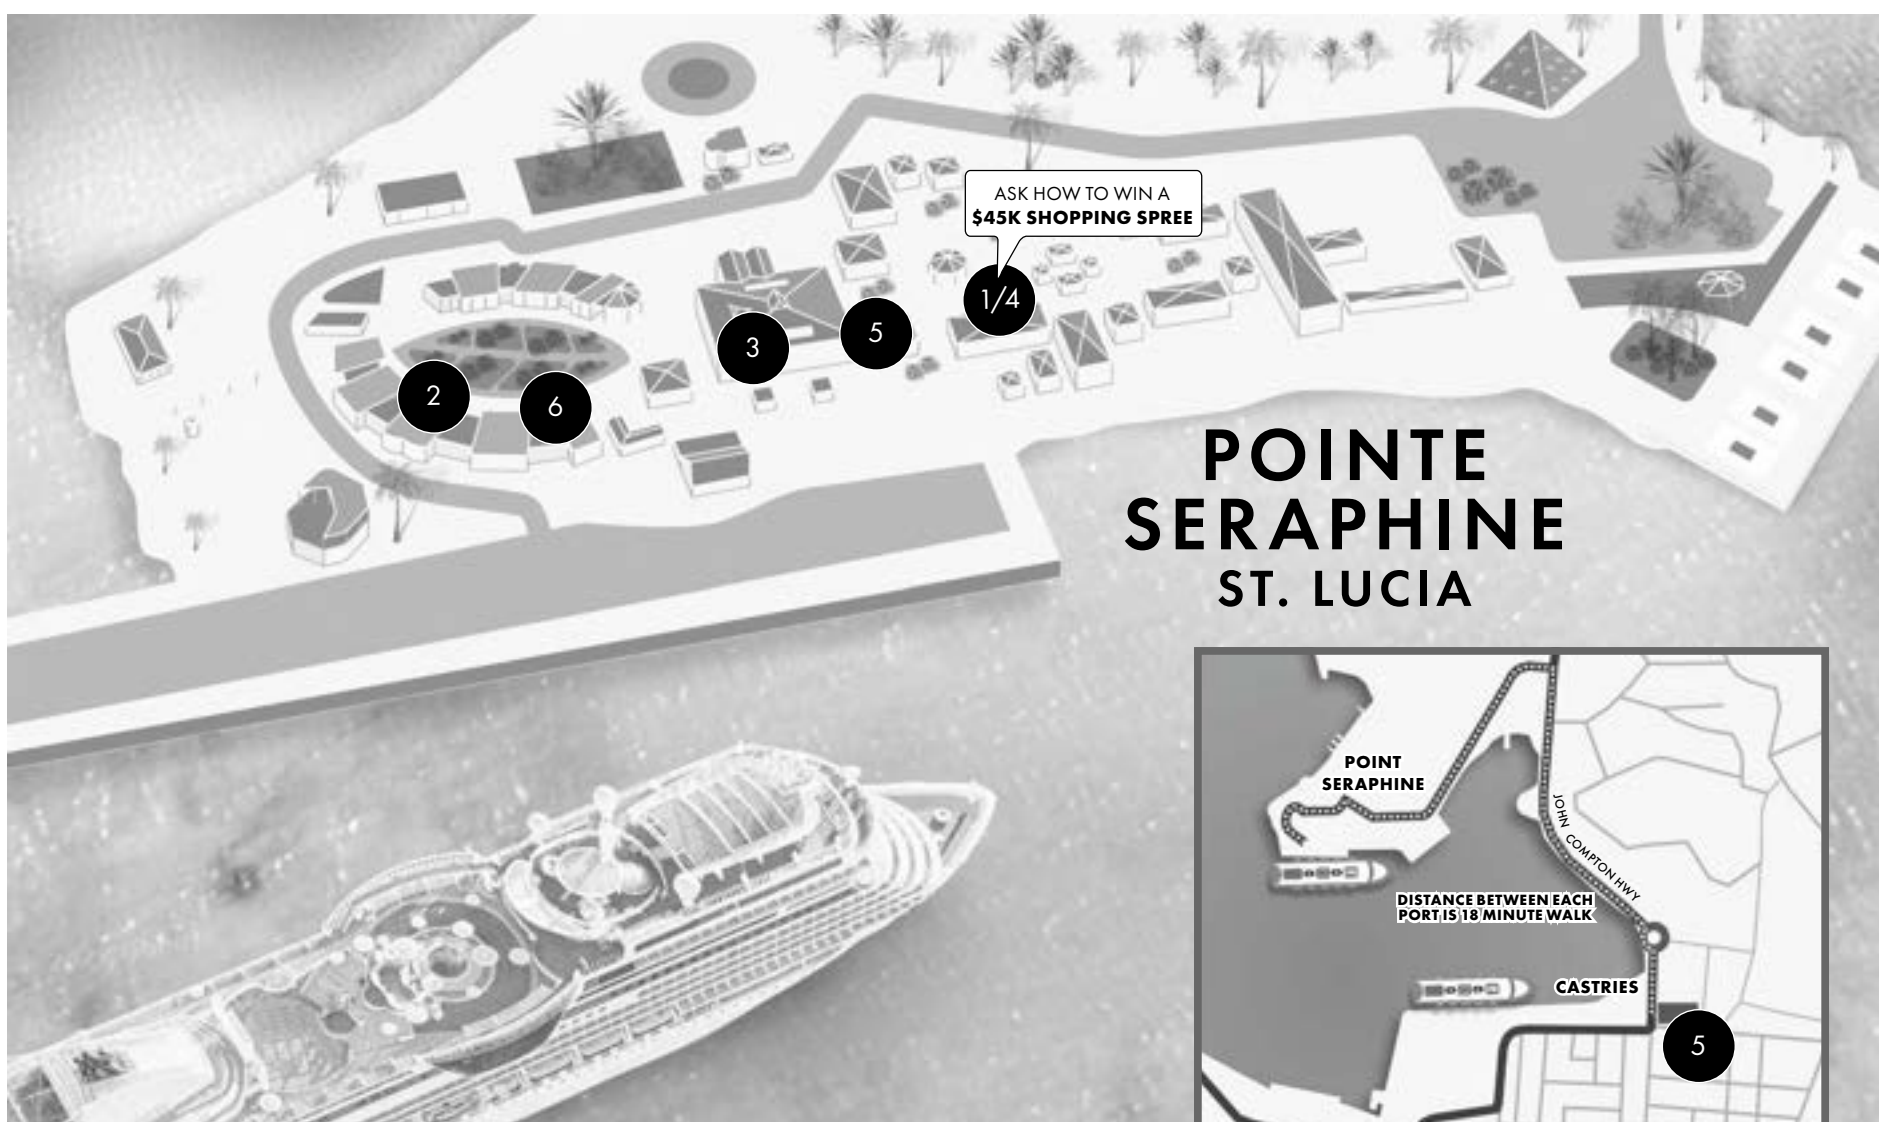 ASK HOW TO WIN A
$45K SHOPPING SPREE
1/4
5
3
2
6
POINTE
SERAPHINE
ST. LUCIA
POINT
SERAPHINE
JOHN COMPTON HWY
DISTANCE BETWEEN EACH
PORT IS 18 MINUTE WALK
CASTRIES
5